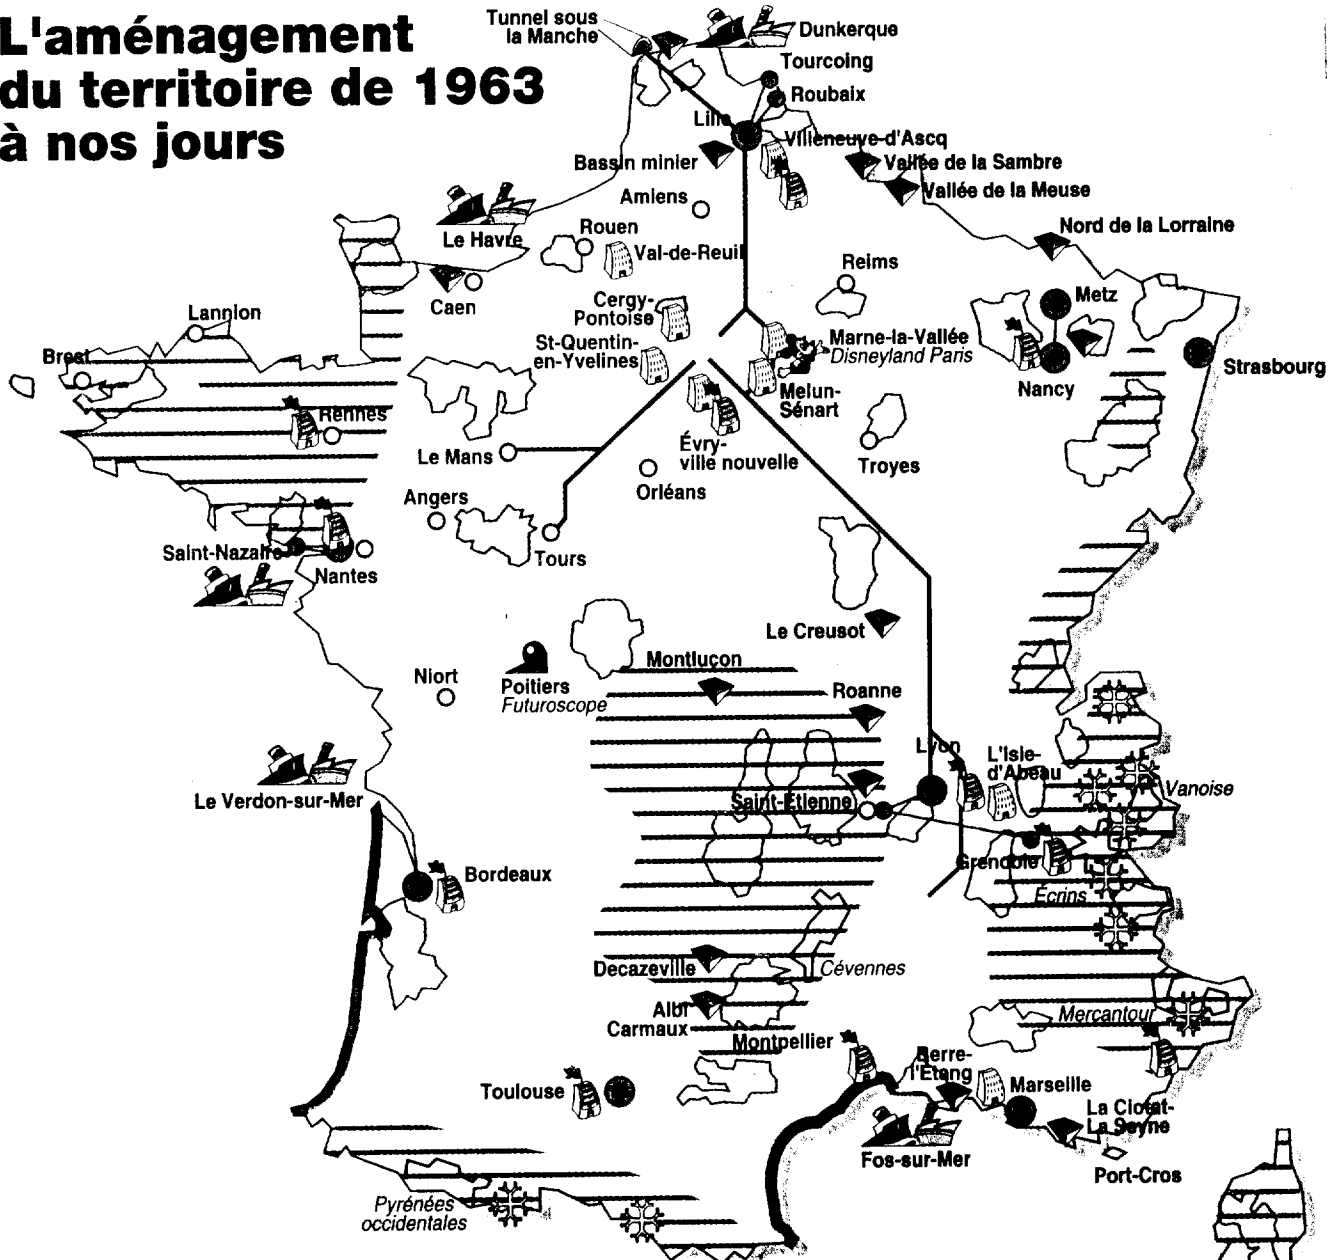 L'aménagement
du territoire de 1963
à nos jours
Tunnel sous
la Manche
Dunkerque
Tourcoing
Roubaix
Lille
Villeneuve-d'Ascq
Bassin minier
Vallée de la Sambre
Vallée de la Meuse
Amiens
Le Havre
Rouen
Val-de-Reuil
Nord de la Lorraine
Reims
Caen
Metz
Lannion
Cergy-
Pontoise
St-Quentin-
en-Yvelines
Marne-la-Vallée
Disneyland Paris
Brest
Nancy
Strasbourg
Melun-
Sénart
Rennes
Évry-
ville nouvelle
Le Mans
Orléans
Troyes
Angers
Tours
Saint-Nazaire
Nantes
Le Creusot
Montluçon
Niort
Poitiers
Futuroscope
Roanne
Lyon
L'Isle-
d'Abeau
Le Verdon-sur-Mer
Saint-Étienne
Vanoise
Grenoble
Bordeaux
Écrins
Decazeville
Cévennes
Albi
Carmaux
Mercantour
Montpellier
Berre-
l'Étang
Toulouse
Marseille
La Ciotat-
La Seyne
Fos-sur-Mer
Port-Cros
Pyrénées
occidentales